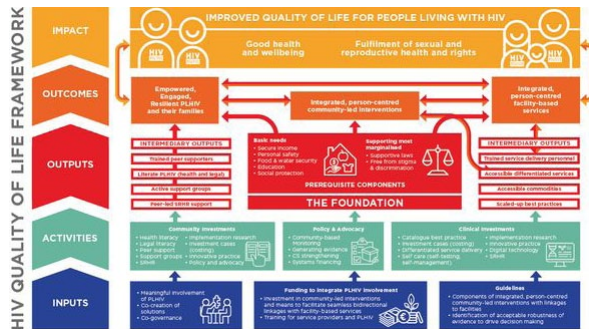 HIV QUALITY OF LIFE FRAMEWORK
IMPACT
IMPROVED QUALITY OF LIFE FOR PEOPLE LIVING WITH HIV
HIV
HIV
Good health
and wellbeing
Fulfilment of sexual and
reproductive health and rights
HIV
HIV
OUTCOMES
Empowered,
Engaged,
Resilient PLHIV
and their families
Integrated, person-centred
community-led interventions
Integrated,
person-centred
facility-based
services
OUTPUTS
INTERMEDIARY OUTPUTS
Trained peer supporters
Literate PLHIV (health and legal)
Active support groups
Peer-led SRHR support
Basic needs
• Secure income
• Personal safety
• Food & water security
• Education
• Social protection
Supporting most
marginalised
• Supportive laws
• Free from stigma
& discrimination
PREREQUISITE COMPONENTS
THE FOUNDATION
INTERMEDIARY OUTPUTS
Trained service delivery personnel
Accessible differentiated services
Accessible commodities
Scaled-up best practices
ACTIVITIES
Community Investments
• Health literacy
• Legal literacy
• Peer support
• Support groups
• SRHR
• Implementation research
• Investment cases
(costing)
• Innovative practice
• Policy and advocacy
Policy & Advocacy
• Community-based
Monitoring
• Generating evidence
• CS strengthening
• Systems financing
Clinical Investments
• Catalogue best practice
• Investment cases (costing)
• Differentiated service delivery
• Self care (self-testing,
self-management)
• Implementation research
• Innovative practice
• Digital technology
• SRHR
INPUTS
• Meaningful involvement
of PLHIV
• Co-creation of
solutions
• Co-governance
Funding to integrate PLHIV involvement
• Investment in community-led interventions
and means to facilitate seamless bidirectional
linkages with facility-based services
• Training for service providers and PLHIV
Guidelines
• Components of integrated, person-centred
community-led interventions with linkages
to facilities
• Identification of acceptable robustness of
evidence to drive decision making